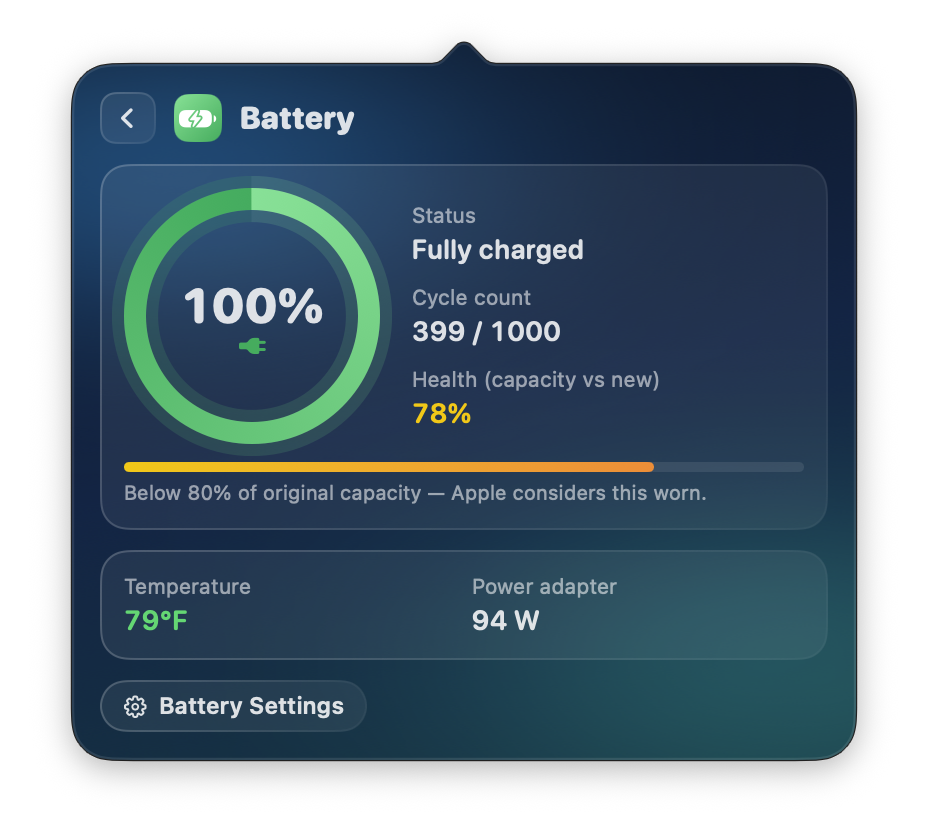 Battery
100%
Status
Fully charged
Cycle count
399 / 1000
Health (capacity vs new)
78%
Below 80% of original capacity — Apple considers this worn.
Temperature
79°F
Power adapter
94 W
Battery Settings